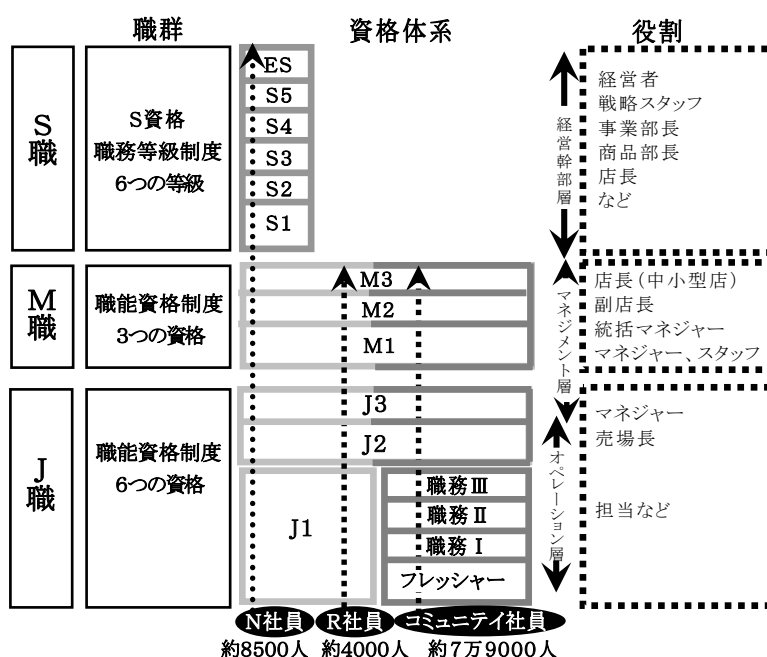 職群
資格体系
役割
S職
S資格
職務等級制度
6つの等級
ES
S5
S4
S3
S2
S1
経営幹部層
経営者
戦略スタッフ
事業部長
商品部長
店長
など
M職
職能資格制度
3つの資格
M3
M2
M1
マネジメント層
店長(中小型店)
副店長
統括マネジャー
マネジャー、スタッフ
J職
職能資格制度
6つの資格
J3
J2
J1
職務Ⅲ
職務Ⅱ
職務Ⅰ
フレッシャー
オペレーション層
マネジャー
売場長
担当など
N社員
R社員
コミュニテイ社員
約8500人
約4000人
約7万9000人